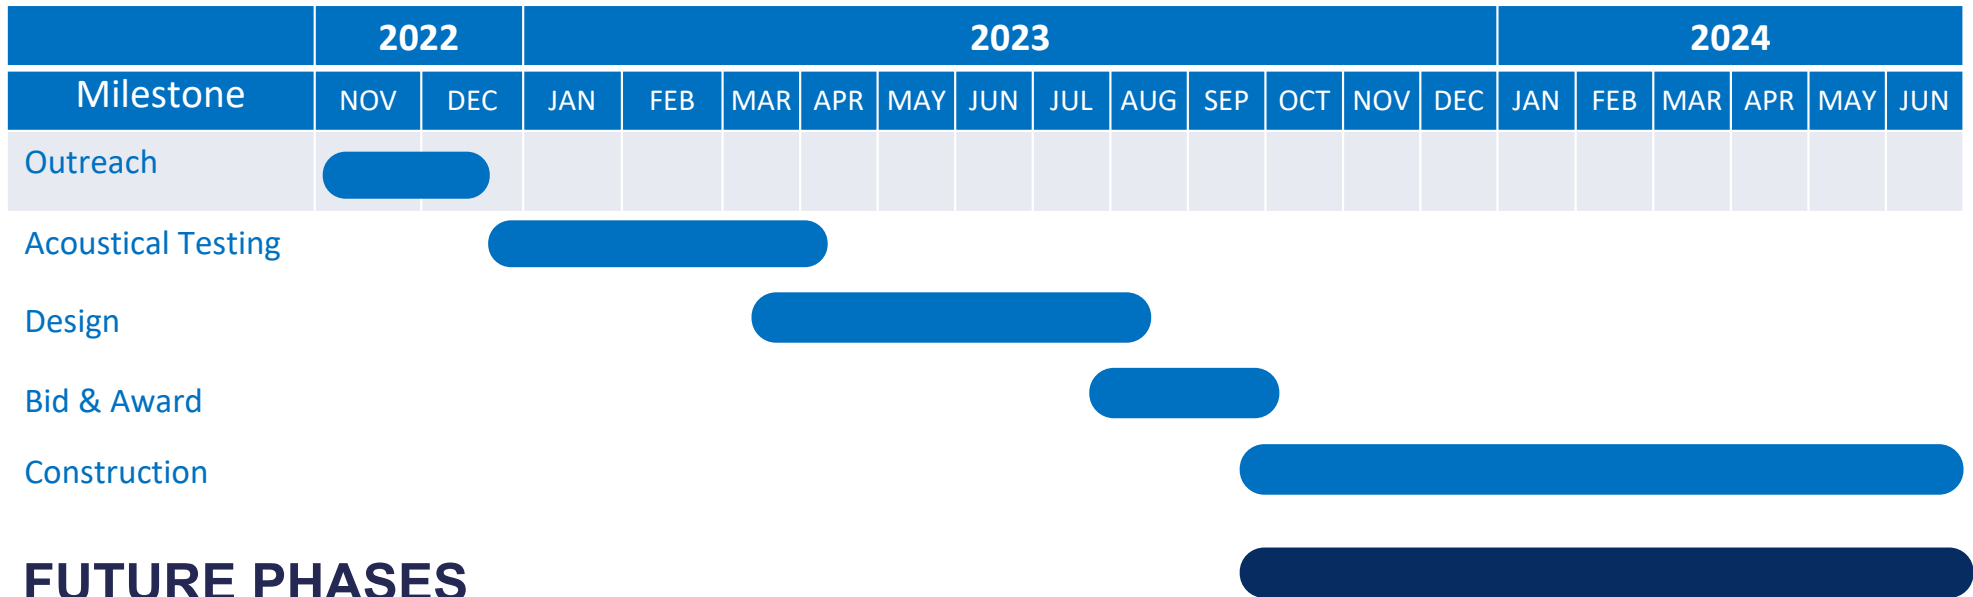 2022 2023 2024
Milestone NOV DEC JAN FEB MAR APR MAY JUN JUL AUG SEP OCT NOV DEC JAN FEB MAR APR MAY JUN
Outreach
Acoustical Testing
Design
Bid & Award
Construction
FUTURE PHASES